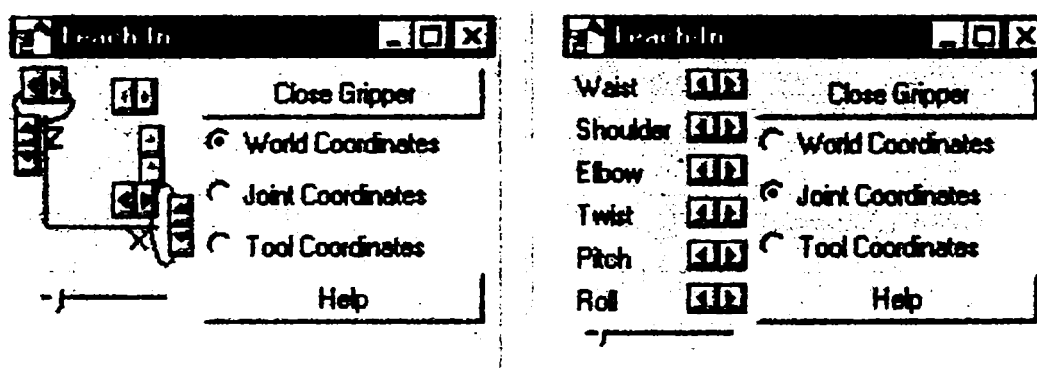 Teach-In
Close Gripper
Z
World Coordinates
Joint Coordinates
X
Tool Coordinates
Help
Teach-In
Waist
Close Gripper
Shoulder
World Coordinates
Elbow
Joint Coordinates
Twist
Tool Coordinates
Pitch
Roll
Help